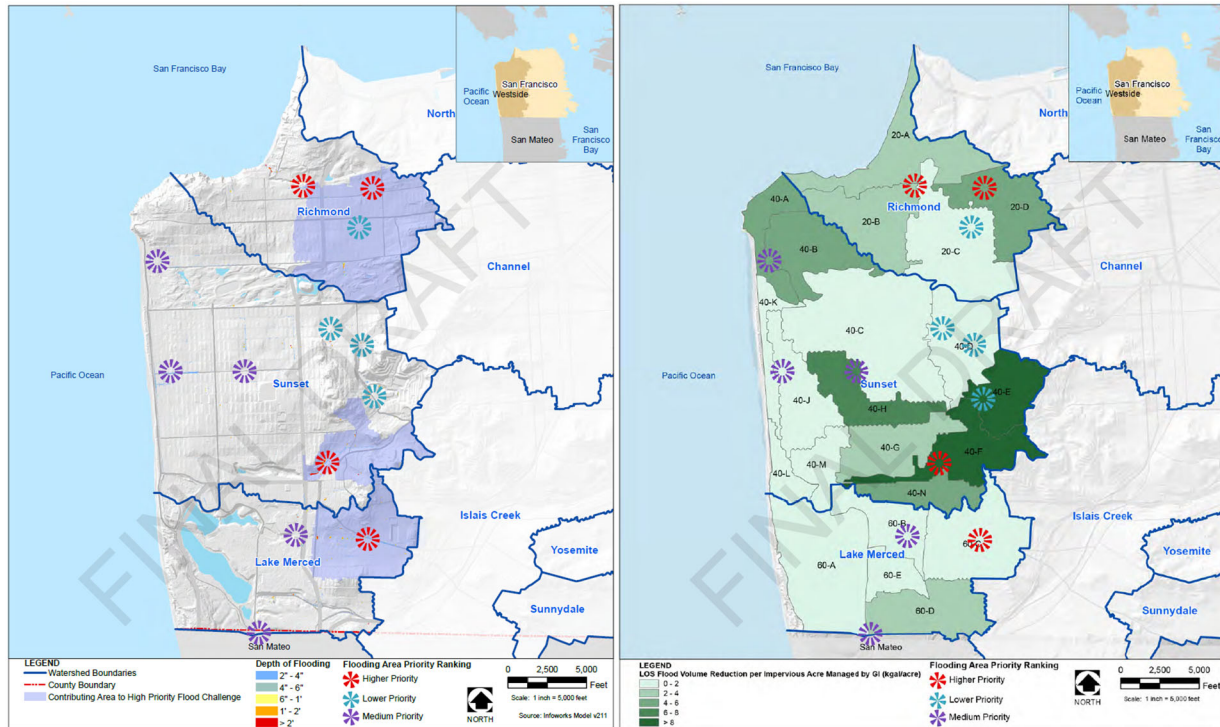 San Francisco Bay
Pacific
Ocean
San Francisco
Westside
San Mateo
San
Francisco
Bay
North
Richmond
Channel
Pacific Ocean
Sunset
Islais Creek
Lake Merced
Yosemite
Sunnydale
San Mateo
FINAL DRAFT
LEGEND
Watershed Boundaries
County Boundary
Contributing Area to High Priority Flood Challenge
Depth of Flooding
2" - 4"
4" - 6"
6" - 1'
1' - 2'
> 2'
Flooding Area Priority Ranking
Higher Priority
Lower Priority
Medium Priority
NORTH
0 2,500 5,000
Feet
Scale: 1 inch = 5,000 feet
Source: Infoworks Model v211
San Francisco Bay
Pacific
Ocean
San Francisco
Westside
San Mateo
San
Francisco
Bay
North
20-A
40-A
Richmond
20-B
20-D
40-B
20-C
Channel
40-K
40-C
40-D
Pacific Ocean
Sunset
40-E
40-J
40-H
40-G
40-F
40-M
40-L
40-N
Islais Creek
60-B
60-C
Lake Merced
60-A
60-E
Yosemite
60-D
Sunnydale
San Mateo
FINAL DRAFT
LEGEND
LOS Flood Volume Reduction per Impervious Acre Managed by GI (kgal/acre)
0 - 2
2 - 4
4 - 6
6 - 8
> 8
Flooding Area Priority Ranking
Higher Priority
Lower Priority
Medium Priority
NORTH
0 2,500 5,000
Feet
Scale: 1 inch = 5,000 feet